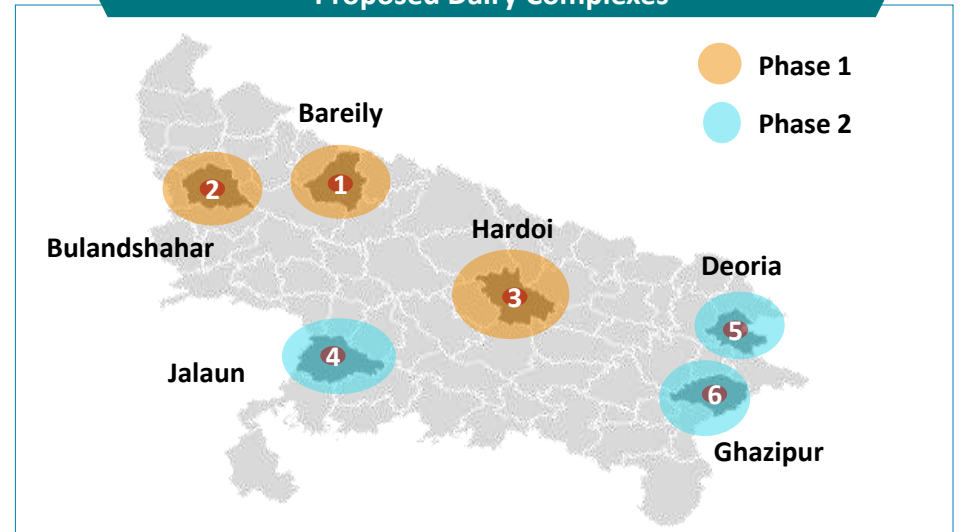 Proposed Dairy Complexes
Phase 1
Bareily
Phase 2
1
2
Hardoi
Bulandshahar
Deoria
3
5
4
Jalaun
6
Ghazipur